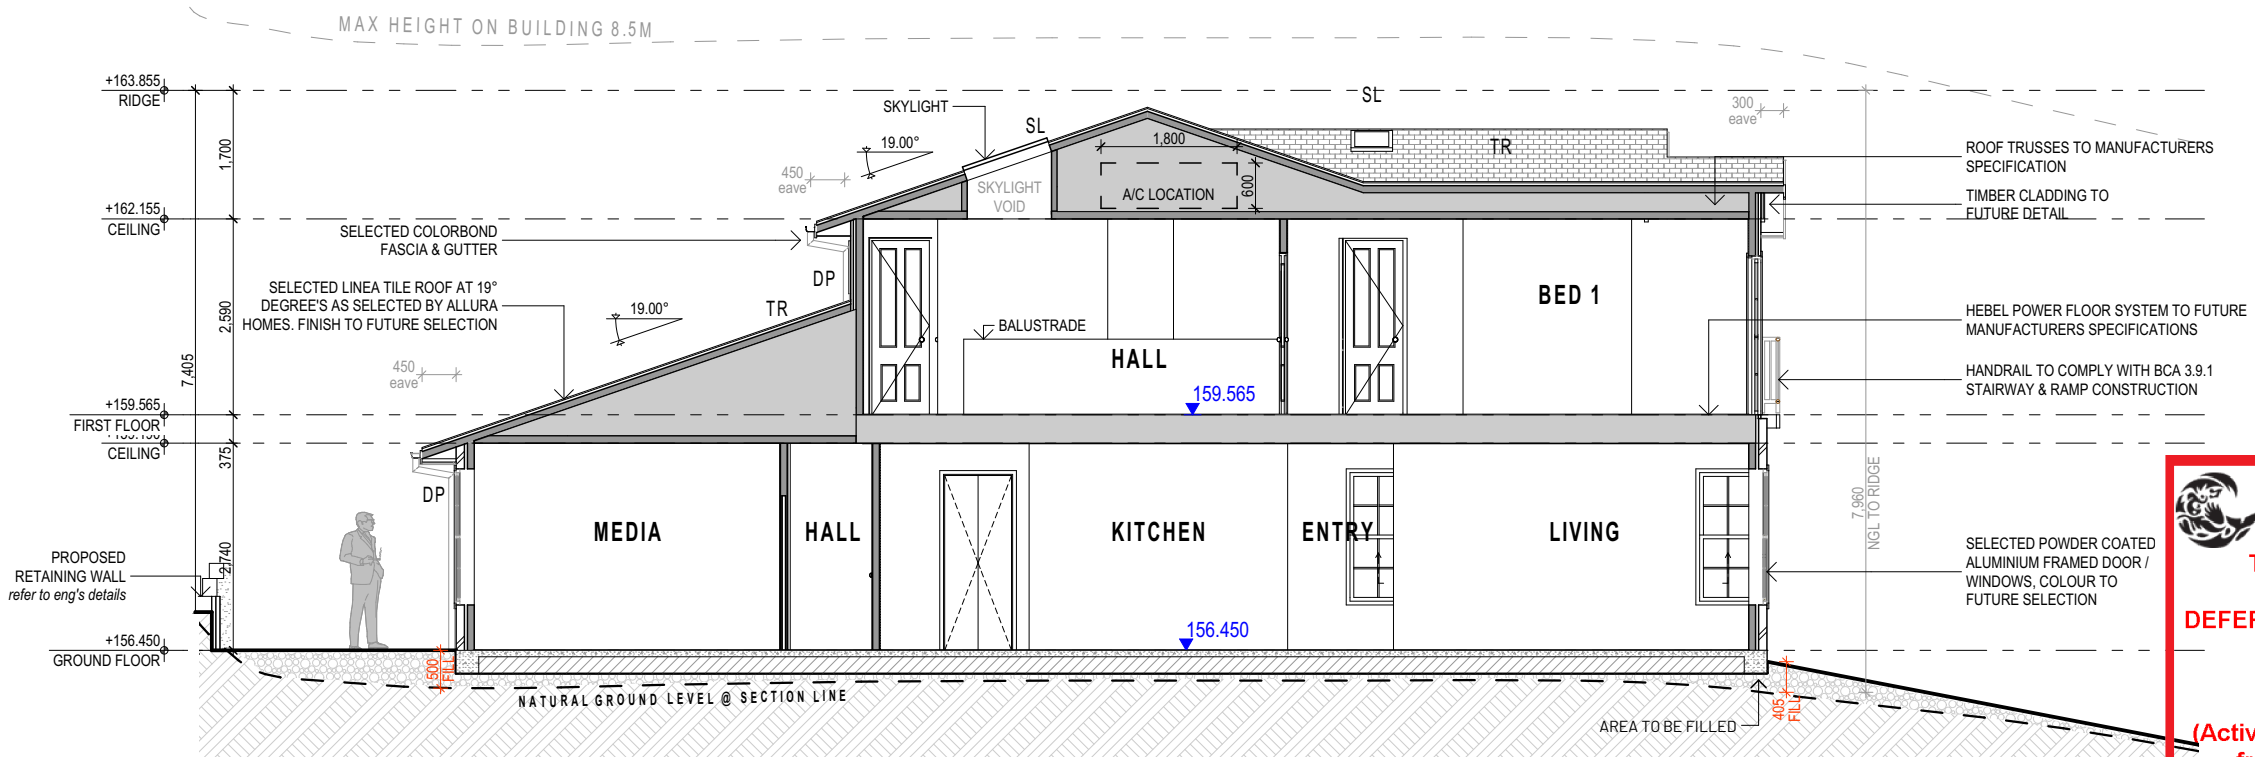 MAX HEIGHT ON BUILDING 8.5M
+163.855
RIDGE
1,700
+162.155
CEILING
2,590
7,405
+159.565
FIRST FLOOR
CEILING
375
2,740
+156.450
GROUND FLOOR
SKYLIGHT
SL
SL
19.00°
450
eave
SKYLIGHT
VOID
1,800
A/C LOCATION
600
TR
300
eave
ROOF TRUSSES TO MANUFACTURERS
SPECIFICATION
TIMBER CLADDING TO
FUTURE DETAIL
SELECTED COLORBOND
FASCIA & GUTTER
DP
SELECTED LINEA TILE ROOF AT 19°
DEGREE'S AS SELECTED BY ALLURA
HOMES. FINISH TO FUTURE SELECTION
19.00°
TR
450
eave
BALUSTRADE
HALL
BED 1
159.565
HEBEL POWER FLOOR SYSTEM TO FUTURE
MANUFACTURERS SPECIFICATIONS
HANDRAIL TO COMPLY WITH BCA 3.9.1
STAIRWAY & RAMP CONSTRUCTION
DP
MEDIA
HALL
KITCHEN
ENTRY
LIVING
7,960
NGL TO RIDGE
PROPOSED
RETAINING WALL
refer to eng's details
SELECTED POWDER COATED
ALUMINIUM FRAMED DOOR /
WINDOWS, COLOUR TO
FUTURE SELECTION
156.450
500
FILL
NATURAL GROUND LEVEL @ SECTION LINE
405
FILL
AREA TO BE FILLED
T
DEFER
(Activ